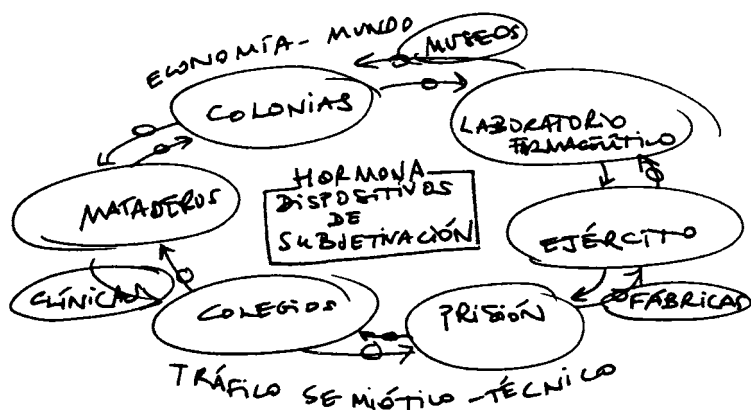 ECONOMÍA-MUNDO
MUSEOS
COLONIAS
LABORATORIO
FARMACÉUTICO
HORMONA
DISPOSITIVOS
DE
SUBJETIVACIÓN
MATADEROS
EJÉRCITO
CLÍNICAS
COLEGIOS
PRISIÓN
FÁBRICAS
TRÁFICO SEMIÓTICO-TÉCNICO